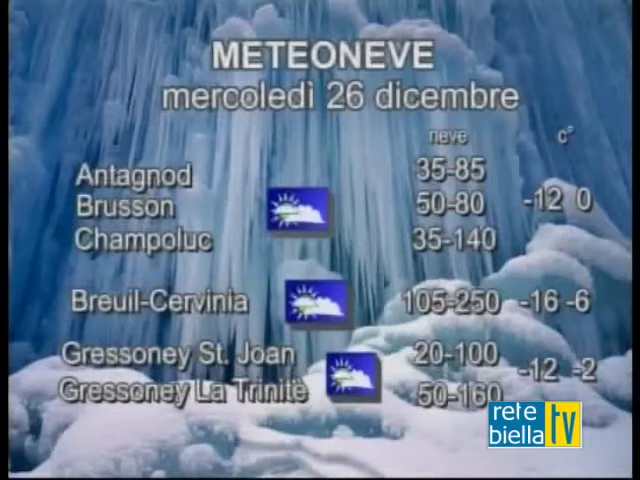 METEONEVE
mercoledì 26 dicembre
neve c°
Antagnod 35-85
Brusson 50-80 -12 0
Champoluc 35-140
Breuil-Cervinia 105-250 -16 -6
Gressoney St. Joan 20-100
-12 -2
Gressoney La Trinitè 50-160
rete
biella TV